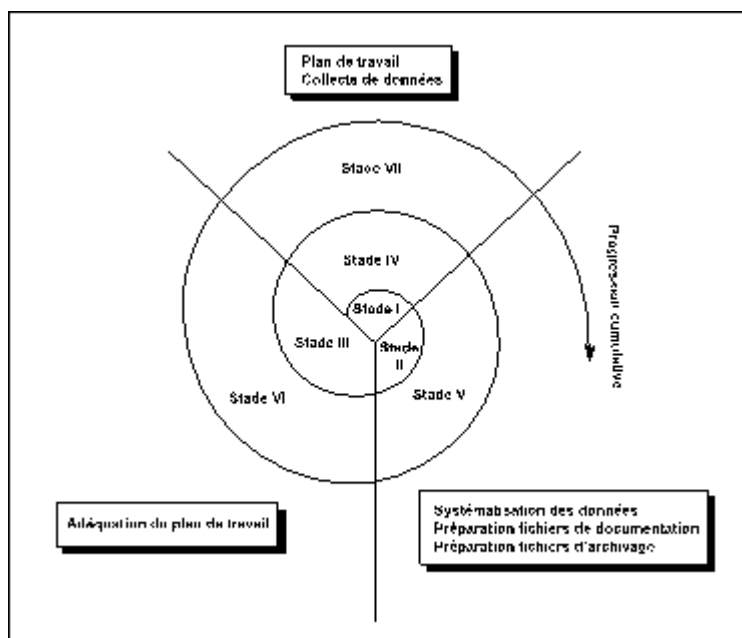 Plan de travail
Collecte de données
Stade VII
Stade IV
Stade I
Stade III
Stade
II
Stade VI
Stade V
Progression cumulative
Adéquation du plan de travail
Systématisation des données
Préparation fichiers de documentation
Préparation fichiers d'archivage